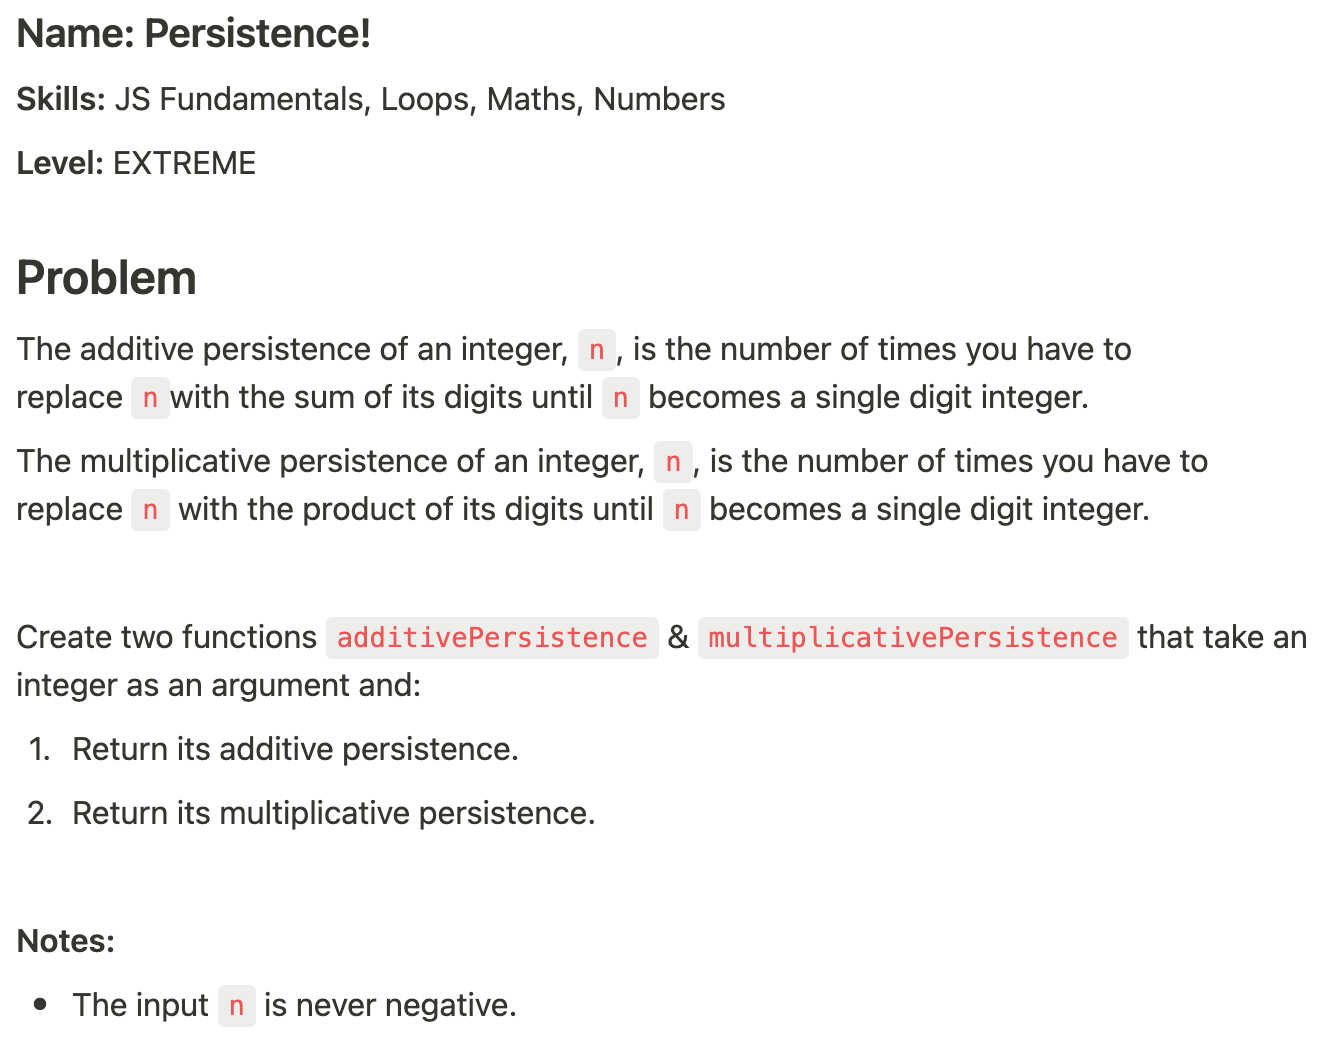 Name: Persistence!
Skills: JS Fundamentals, Loops, Maths, Numbers
Level: EXTREME
Problem
The additive persistence of an integer, n, is the number of times you have to
replace n with the sum of its digits until n becomes a single digit integer.
The multiplicative persistence of an integer, n, is the number of times you have to
replace n with the product of its digits until n becomes a single digit integer.
Create two functions additivePersistence & multiplicativePersistence that take an
integer as an argument and:
1. Return its additive persistence.
2. Return its multiplicative persistence.
Notes:
• The input n is never negative.